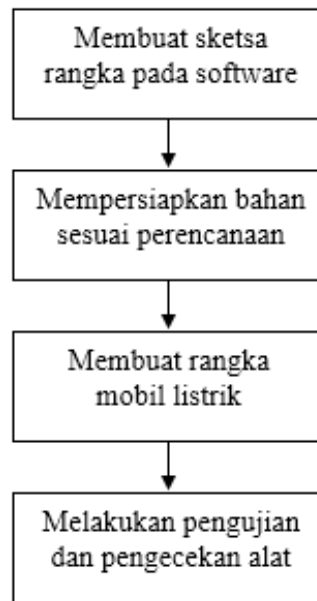 Membuat sketsa
rangka pada software
Mempersiapkan bahan
sesuai perencanaan
Membuat rangka
mobil listrik
Melakukan pengujian
dan pengecekan alat